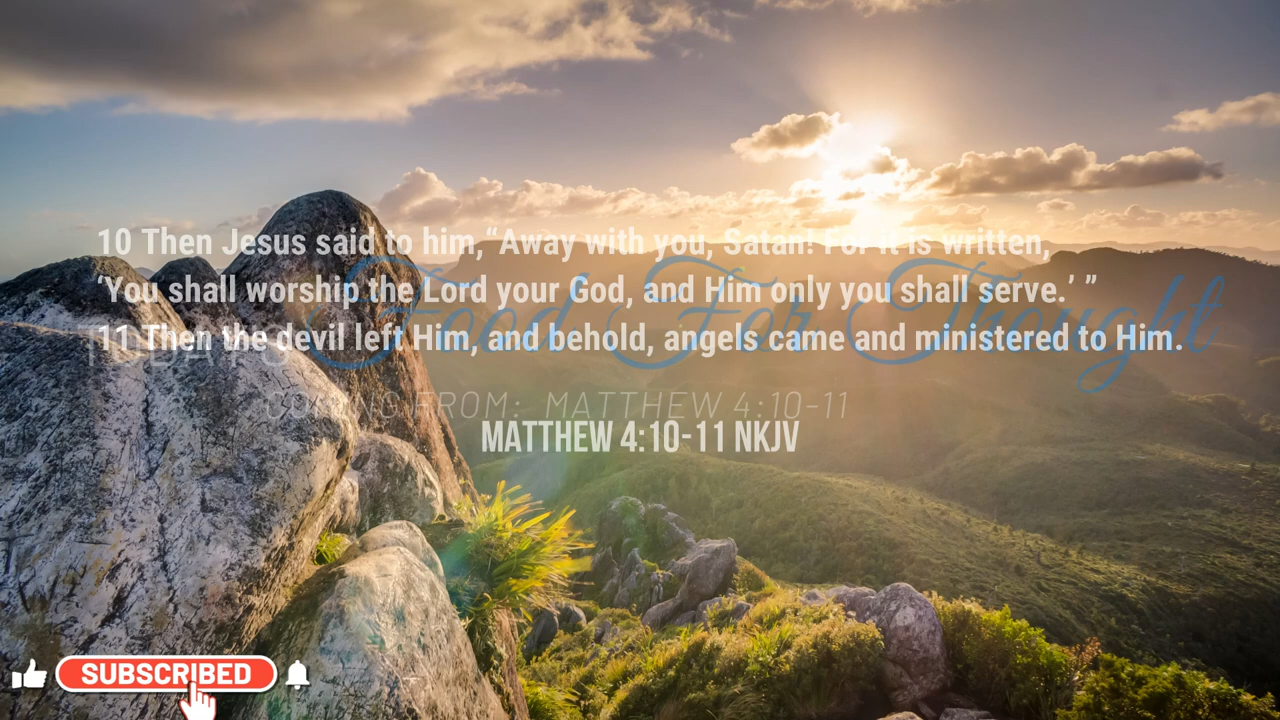 10 Then Jesus said to him, “Away with you, Satan! For it is written,
‘You shall worship the Lord your God, and Him only you shall serve.’ ”
11 Then the devil left Him, and behold, angels came and ministered to Him.
Food For Thought
COMING FROM: MATTHEW 4:10-11
MATTHEW 4:10-11 NKJV
SUBSCRIBED